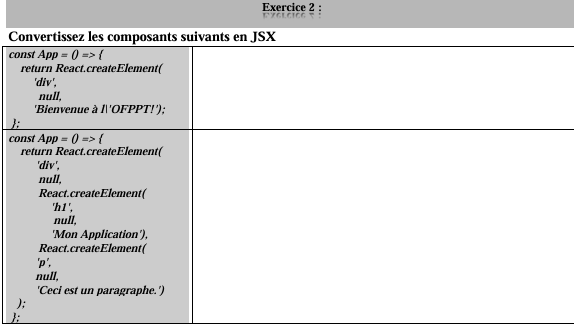 Exercice 2 :
Convertissez les composants suivants en JSX
const App = () => {
return React.createElement(
'div',
null,
'Bienvenue à l\'OFPPT!');
};
const App = () => {
return React.createElement(
'div',
null,
React.createElement(
'h1',
null,
'Mon Application'),
React.createElement(
'p',
null,
'Ceci est un paragraphe.')
);
};